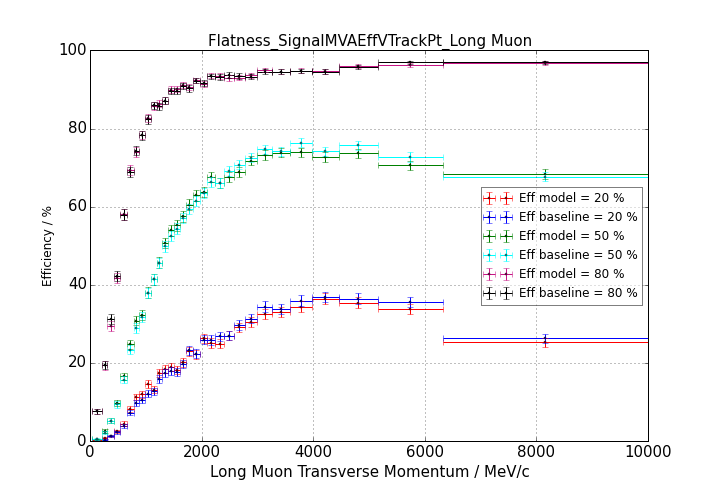 Flatness_SignalMVAEffVTrackPt_Long Muon
Efficiency / %
100
80
60
40
20
0
Eff model = 20 %
Eff baseline = 20 %
Eff model = 50 %
Eff baseline = 50 %
Eff model = 80 %
Eff baseline = 80 %
0 2000 4000 6000 8000 10000
Long Muon Transverse Momentum / MeV/c